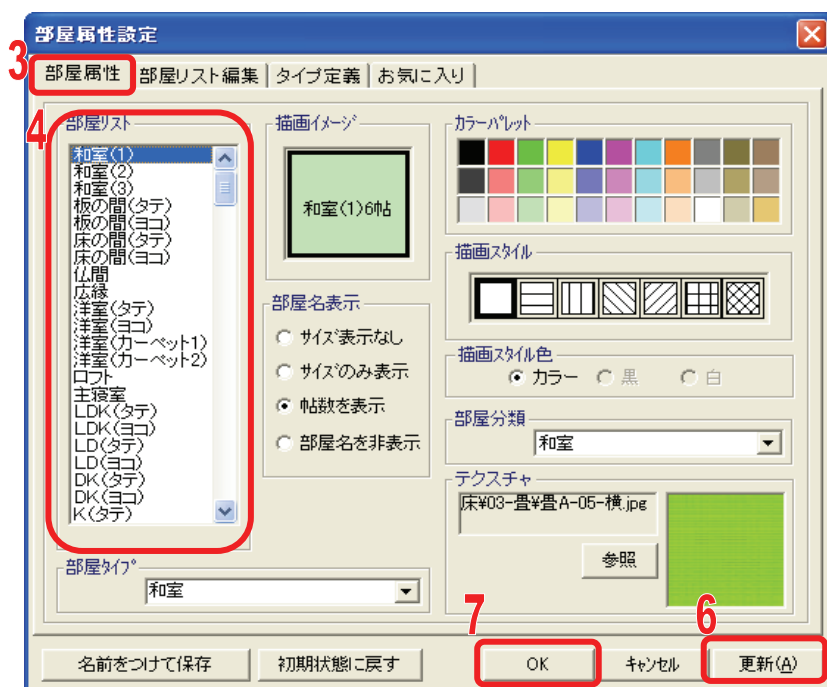 部屋属性設定
3
部屋属性 部屋リスト編集 タイプ定義 お気に入り
4
部屋リスト
和室(1)
和室(2)
和室(3)
板の間(タテ)
板の間(ヨコ)
床の間(タテ)
床の間(ヨコ)
仏間
広縁
洋室(タテ)
洋室(ヨコ)
洋室(カーペット1)
洋室(カーペット2)
ロフト
主寝室
LDK(タテ)
LDK(ヨコ)
LD(タテ)
LD(ヨコ)
DK(タテ)
DK(ヨコ)
K(タテ)
部屋ﾀｲﾌﾟ
和室
描画ｲﾒｰｼﾞ
和室(1)6帖
部屋名表示
ｻｲｽﾞ表示なし
ｻｲｽﾞのみ表示
帖数を表示
部屋名を非表示
ｶﾗｰﾊﾟﾚｯﾄ
描画ｽﾀｲﾙ
描画ｽﾀｲﾙ色
カラー 黒 白
部屋分類
和室
テクスチャ
床¥03-畳¥畳A-05-横.jpg
参照
7
6
名前をつけて保存 初期状態に戻す OK ｷｬﾝｾﾙ 更新(A)